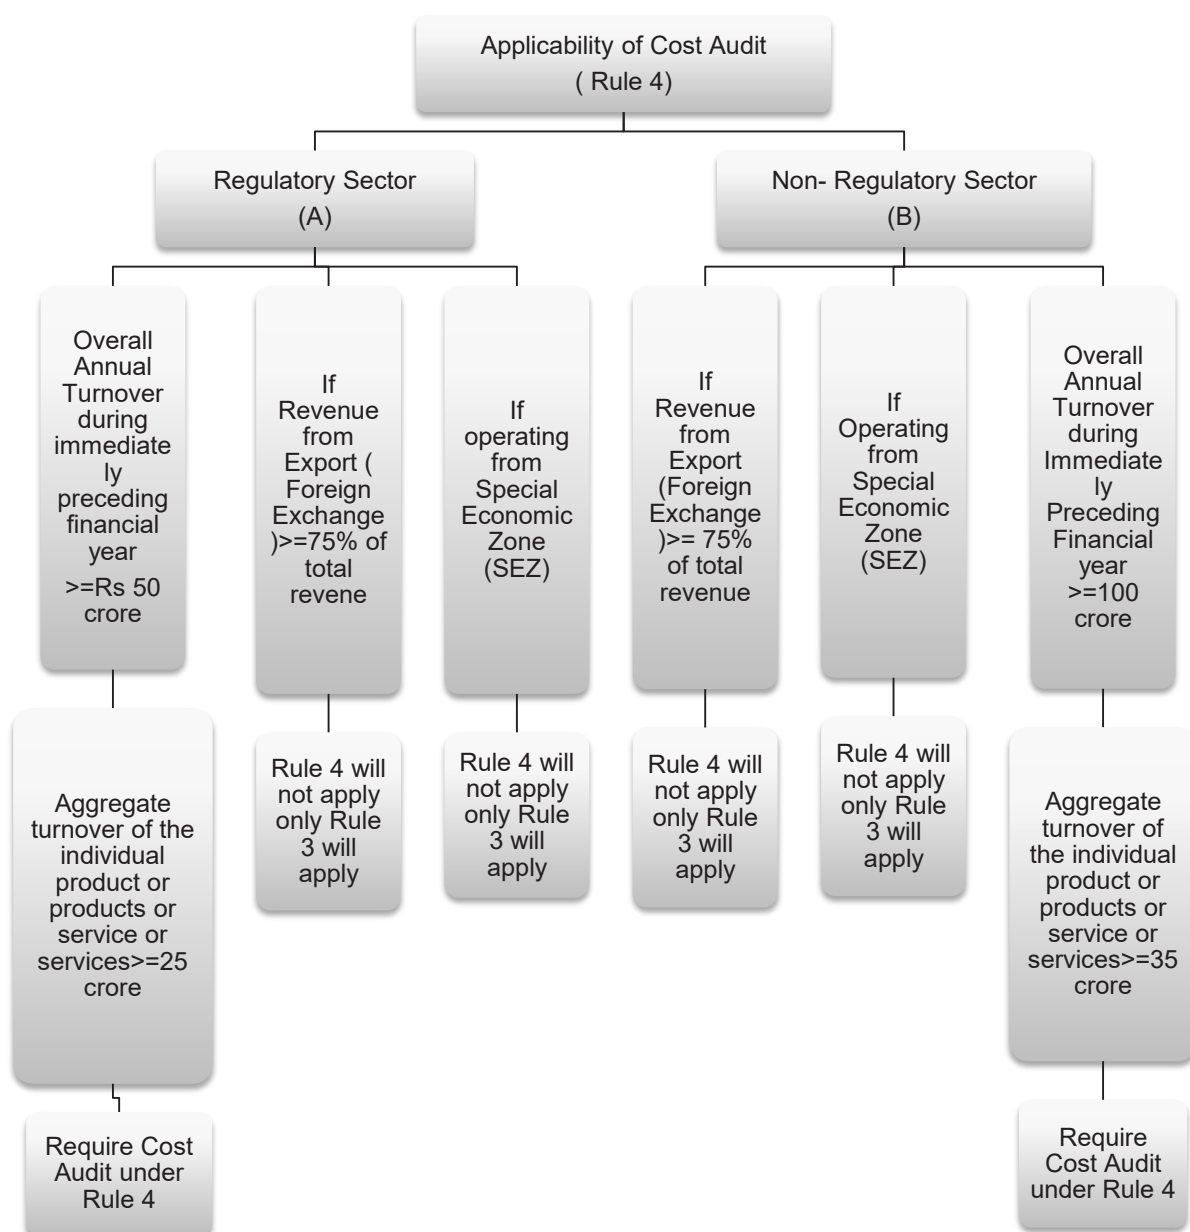 Applicability of Cost Audit
( Rule 4)
Regulatory Sector
(A)
Non- Regulatory Sector
(B)
Overall
Annual
Turnover
during
immediate
ly
preceding
financial
year
>=Rs 50
crore
If
Revenue
from
Export (
Foreign
Exchange
)>=75% of
total
revene
If
operating
from
Special
Economic
Zone
(SEZ)
If
Revenue
from
Export
(Foreign
Exchange
)>= 75%
of total
revenue
If
Operating
from
Special
Economic
Zone
(SEZ)
Overall
Annual
Turnover
during
Immediate
ly
Preceding
Financial
year
>=100
crore
Aggregate
turnover of the
individual
product or
products or
service or
services>=25
crore
Rule 4 will
not apply
only Rule
3 will
apply
Rule 4 will
not apply
only Rule
3 will
apply
Rule 4 will
not apply
only Rule
3 will
apply
Rule 4 will
not apply
only Rule
3 will
apply
Aggregate
turnover of
the individual
product or
products or
service or
services>=35
crore
Require Cost
Audit under
Rule 4
Require
Cost Audit
under Rule 4